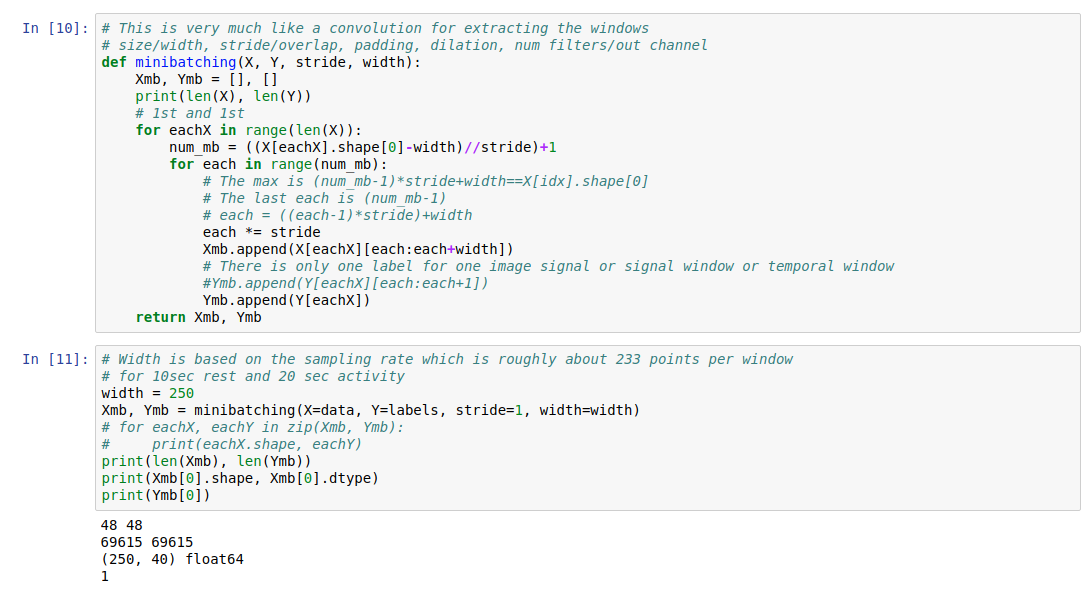 In [10]: # This is very much like a convolution for extracting the windows
# size/width, stride/overlap, padding, dilation, num filters/out channel
def minibatching(X, Y, stride, width):
    Xmb, Ymb = [], []
    print(len(X), len(Y))
    # 1st and 1st
    for eachX in range(len(X)):
        num_mb = ((X[eachX].shape[0]-width)//stride)+1
        for each in range(num_mb):
            # The max is (num_mb-1)*stride+width==X[idx].shape[0]
            # The last each is (num_mb-1)
            # each = ((each-1)*stride)+width
            each *= stride
            Xmb.append(X[eachX][each:each+width])
            # There is only one label for one image signal or signal window or temporal window
            #Ymb.append(Y[eachX][each:each+1])
            Ymb.append(Y[eachX])
    return Xmb, Ymb
In [11]: # Width is based on the sampling rate which is roughly about 233 points per window
# for 10sec rest and 20 sec activity
width = 250
Xmb, Ymb = minibatching(X=data, Y=labels, stride=1, width=width)
# for eachX, eachY in zip(Xmb, Ymb):
#     print(eachX.shape, eachY)
print(len(Xmb), len(Ymb))
print(Xmb[0].shape, Xmb[0].dtype)
print(Ymb[0])
48 48
69615 69615
(250, 40) float64
1